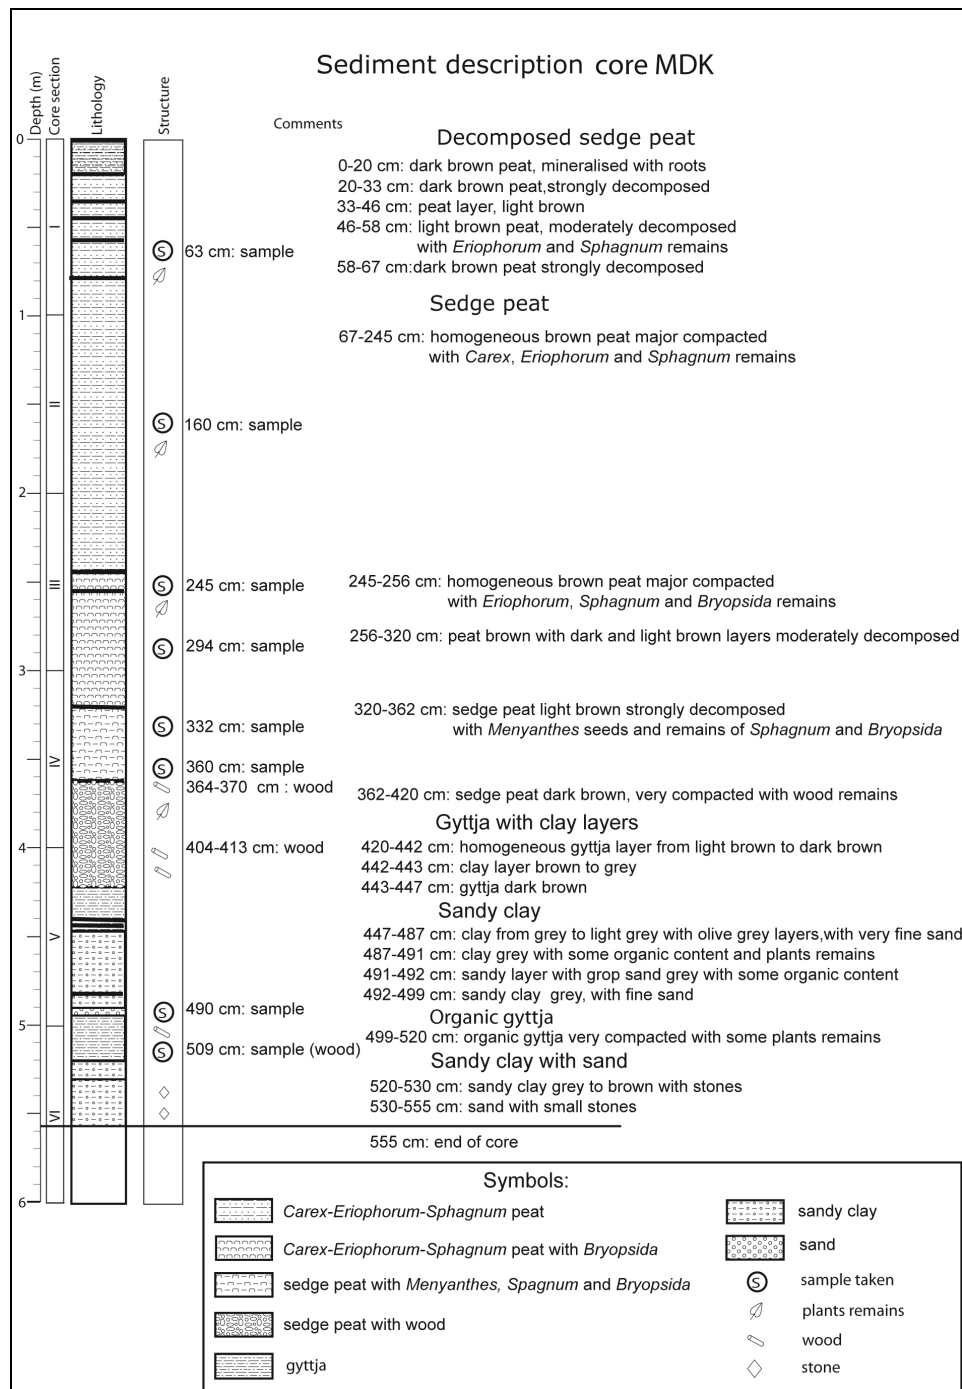 Sediment description core MDK
Depth (m)
Core section
Lithology
Structure
Comments
0
1
2
3
4
5
6
I
II
III
IV
V
VI
Decomposed sedge peat
0-20 cm: dark brown peat, mineralised with roots
20-33 cm: dark brown peat,strongly decomposed
33-46 cm: peat layer, light brown
46-58 cm: light brown peat, moderately decomposed
with Eriophorum and Sphagnum remains
58-67 cm:dark brown peat strongly decomposed
S 63 cm: sample
Sedge peat
67-245 cm: homogeneous brown peat major compacted
with Carex, Eriophorum and Sphagnum remains
S 160 cm: sample
S 245 cm: sample
245-256 cm: homogeneous brown peat major compacted
with Eriophorum, Sphagnum and Bryopsida remains
S 294 cm: sample
256-320 cm: peat brown with dark and light brown layers moderately decomposed
S 332 cm: sample
320-362 cm: sedge peat light brown strongly decomposed
with Menyanthes seeds and remains of Sphagnum and Bryopsida
S 360 cm: sample
364-370 cm : wood
362-420 cm: sedge peat dark brown, very compacted with wood remains
Gyttja with clay layers
404-413 cm: wood
420-442 cm: homogeneous gyttja layer from light brown to dark brown
442-443 cm: clay layer brown to grey
443-447 cm: gyttja dark brown
Sandy clay
447-487 cm: clay from grey to light grey with olive grey layers,with very fine sand
487-491 cm: clay grey with some organic content and plants remains
491-492 cm: sandy layer with grop sand grey with some organic content
492-499 cm: sandy clay grey, with fine sand
S 490 cm: sample
Organic gyttja
499-520 cm: organic gyttja very compacted with some plants remains
S 509 cm: sample (wood)
Sandy clay with sand
520-530 cm: sandy clay grey to brown with stones
530-555 cm: sand with small stones
555 cm: end of core
Symbols:
Carex-Eriophorum-Sphagnum peat
Carex-Eriophorum-Sphagnum peat with Bryopsida
sedge peat with Menyanthes, Spagnum and Bryopsida
sedge peat with wood
gyttja
sandy clay
sand
S sample taken
plants remains
wood
stone